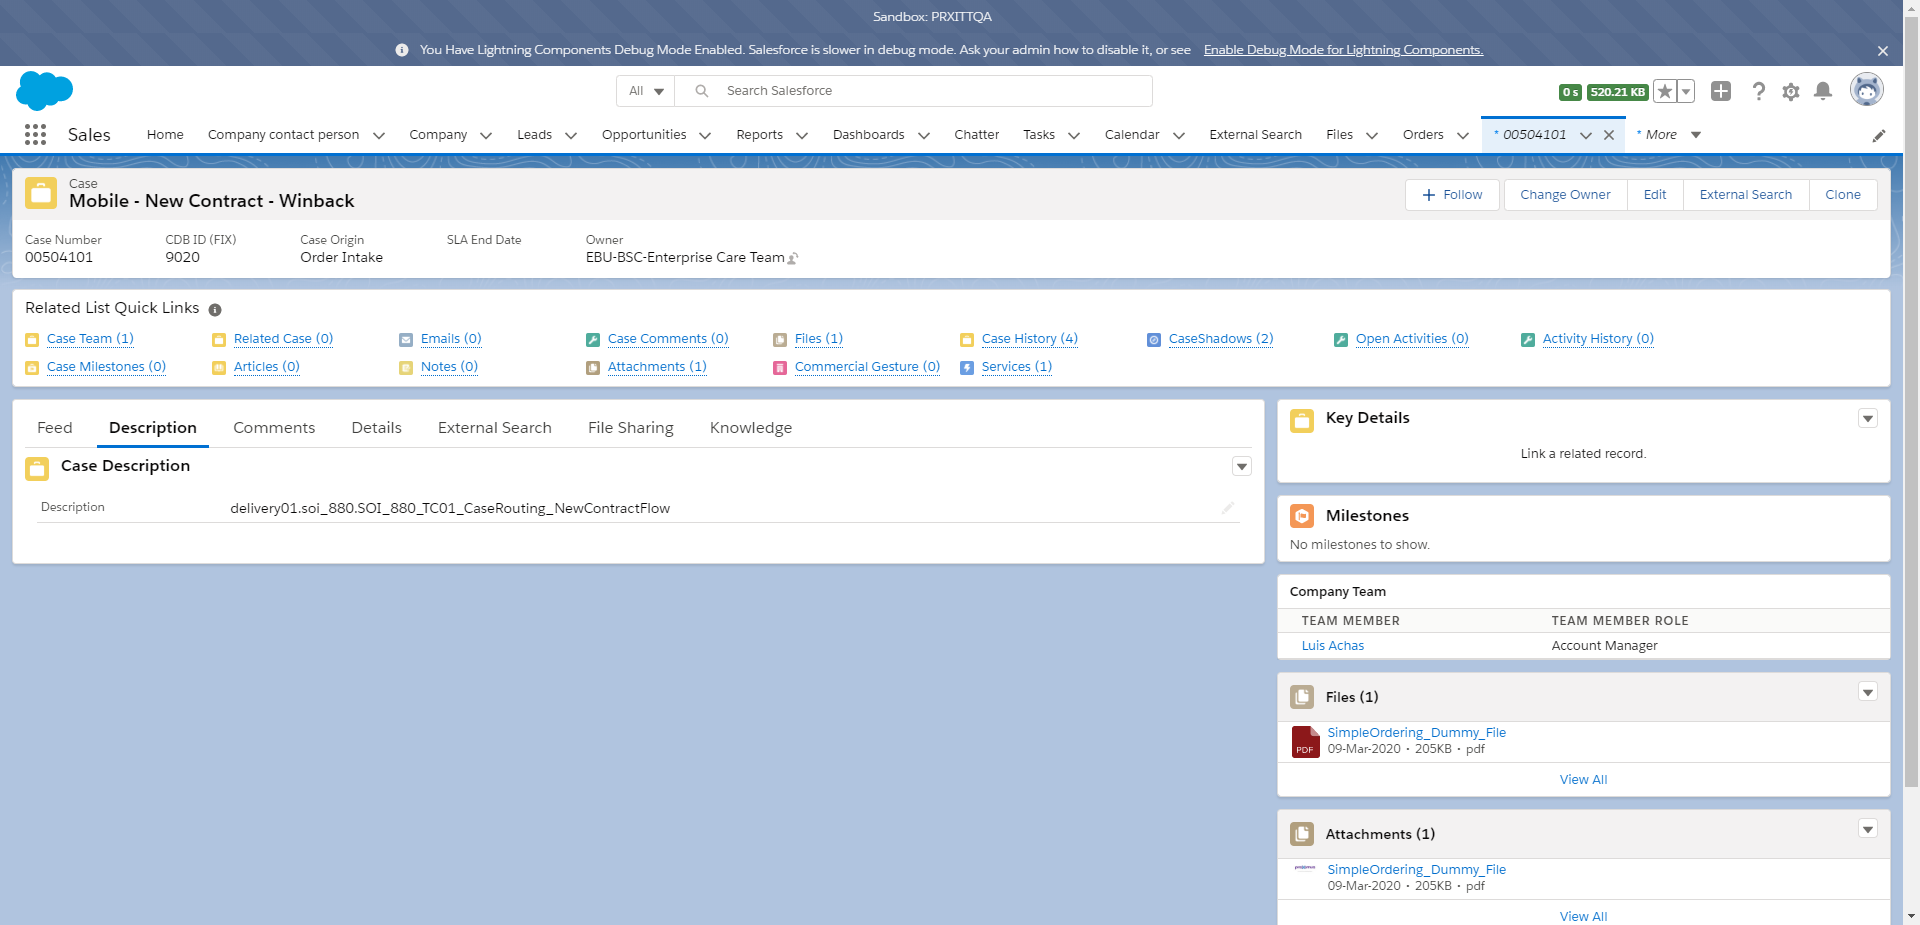 Sandbox: PRXITTQA
You Have Lightning Components Debug Mode Enabled. Salesforce is slower in debug mode. Ask your admin how to disable it, or see Enable Debug Mode for Lightning Components.
All Search Salesforce 0 s 520.21 KB
Sales Home Company contact person Company Leads Opportunities Reports Dashboards Chatter Tasks Calendar External Search Files Orders * 00504101 * More
Case
Mobile - New Contract - Winback
Follow Change Owner Edit External Search Clone
Case Number CDB ID (FIX) Case Origin SLA End Date Owner
00504101 9020 Order Intake EBU-BSC-Enterprise Care Team
Related List Quick Links
Case Team (1) Related Case (0) Emails (0) Case Comments (0) Files (1) Case History (4) CaseShadows (2) Open Activities (0) Activity History (0)
Case Milestones (0) Articles (0) Notes (0) Attachments (1) Commercial Gesture (0) Services (1)
Feed Description Comments Details External Search File Sharing Knowledge
Case Description
Description delivery01.soi_880.SOI_880_TC01_CaseRouting_NewContractFlow
Key Details
Link a related record.
Milestones
No milestones to show.
Company Team
TEAM MEMBER TEAM MEMBER ROLE
Luis Achas Account Manager
Files (1)
PDF
SimpleOrdering_Dummy_File
09-Mar-2020 • 205KB • pdf
View All
Attachments (1)
SimpleOrdering_Dummy_File
09-Mar-2020 • 205KB • pdf
View All